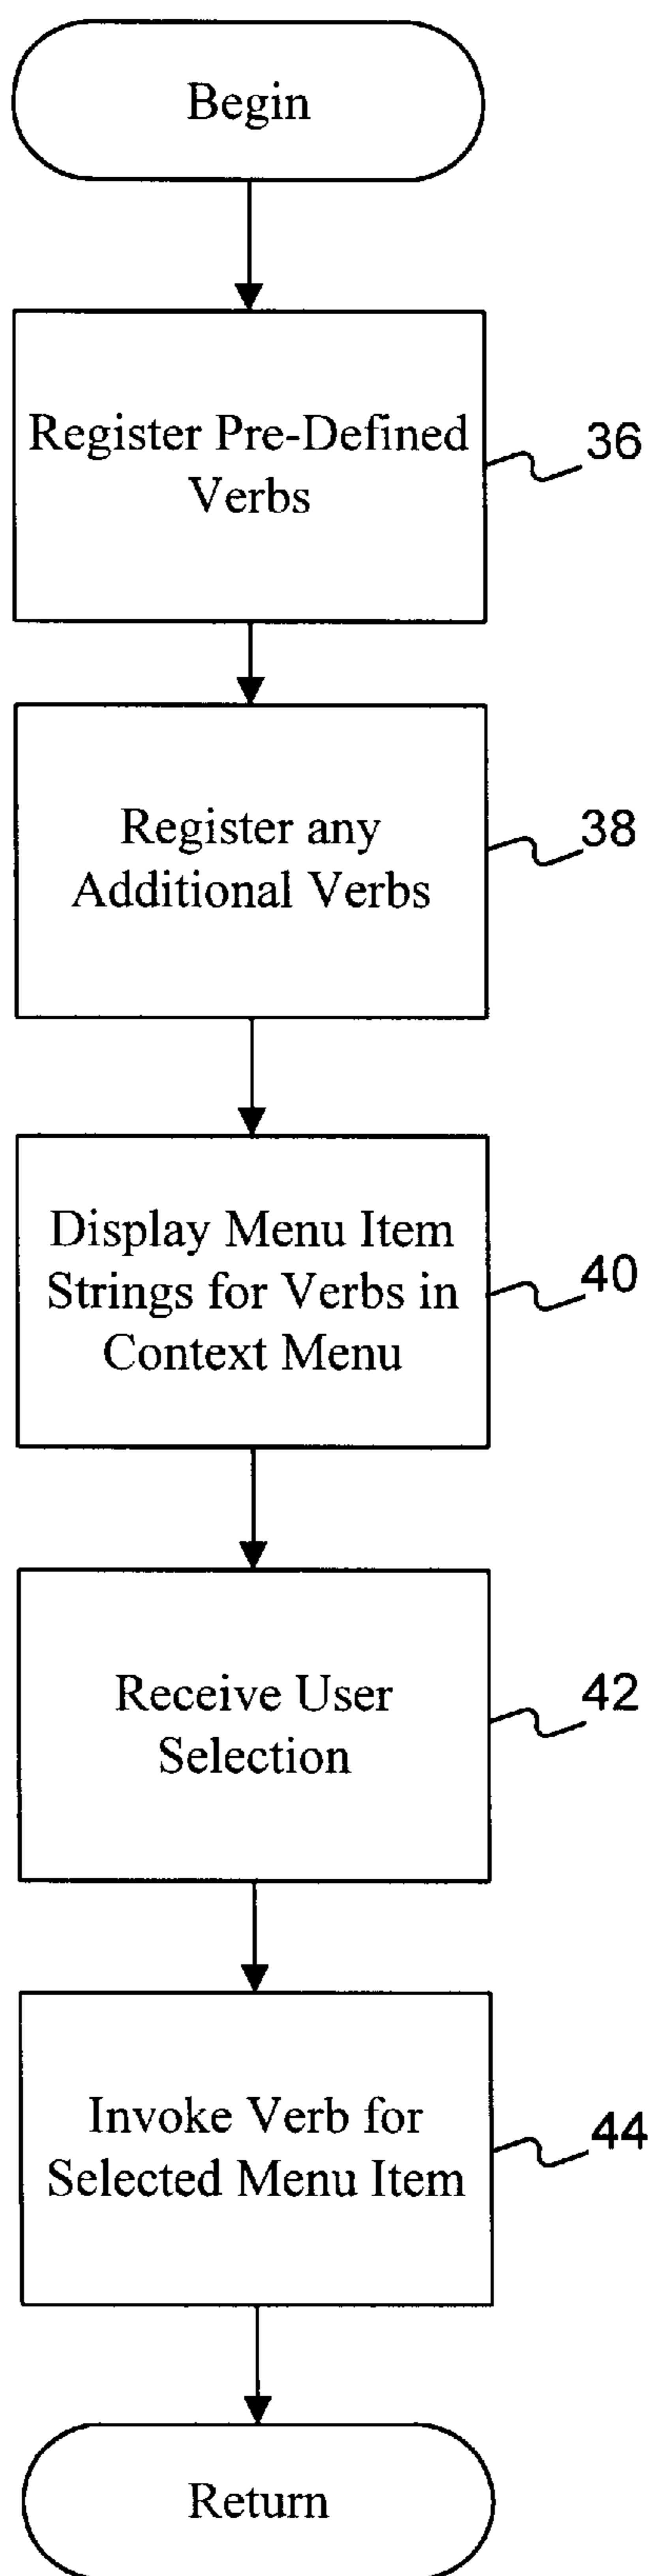 Begin
Register Pre-Defined
Verbs
36
Register any
Additional Verbs
38
Display Menu Item
Strings for Verbs in
Context Menu
40
Receive User
Selection
42
Invoke Verb for
Selected Menu Item
44
Return